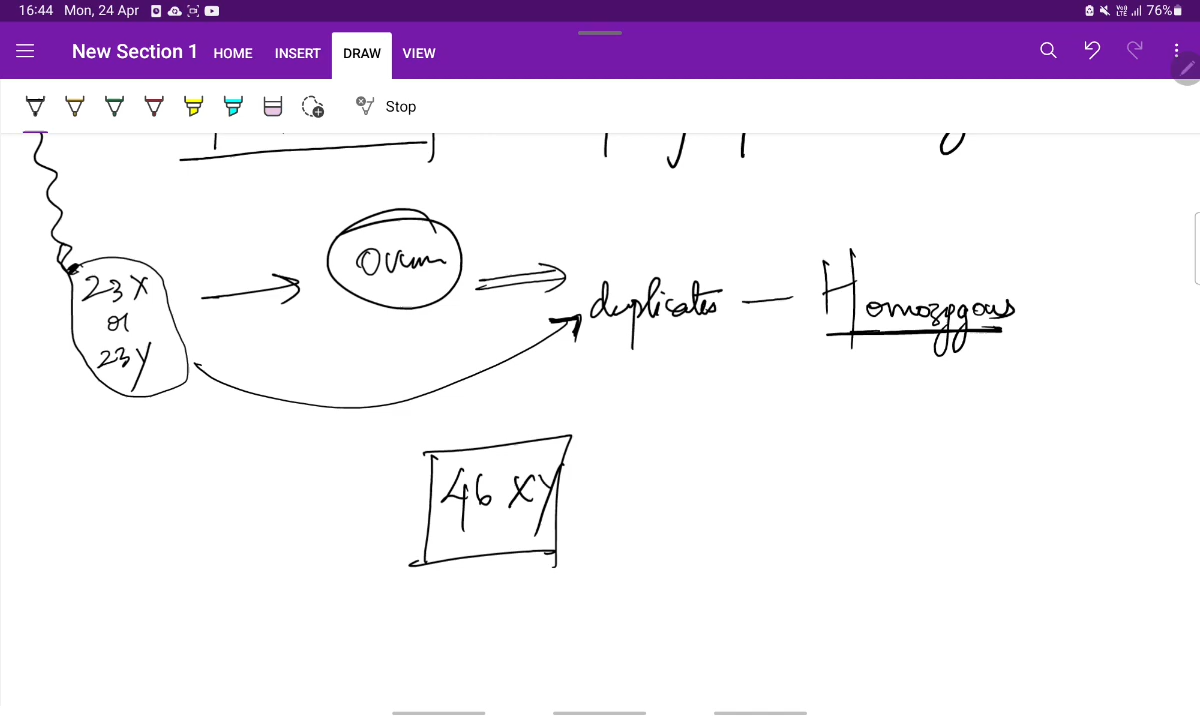 16:44 Mon, 24 Apr 76%
New Section 1 HOME INSERT DRAW VIEW
Stop
23X
or
23y
Ovum
duplicates — Homozygous
46 XY